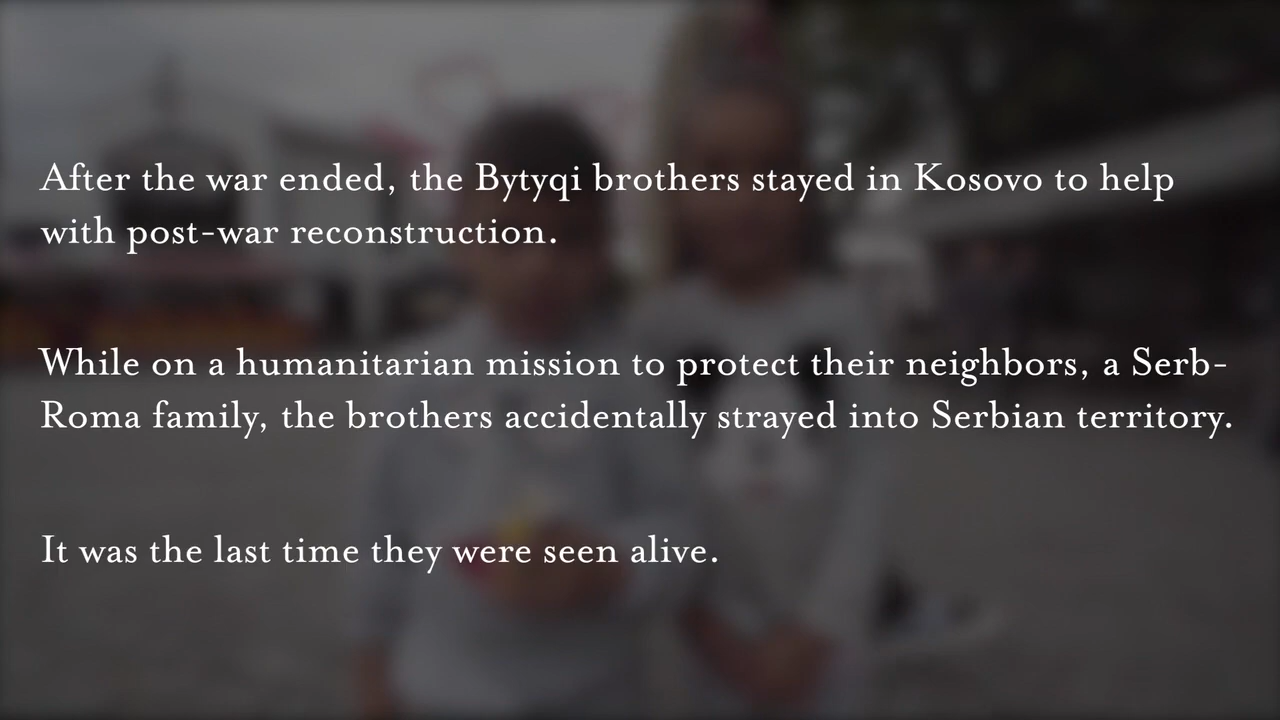 After the war ended, the Bytyqi brothers stayed in Kosovo to help
with post-war reconstruction.
While on a humanitarian mission to protect their neighbors, a Serb-
Roma family, the brothers accidentally strayed into Serbian territory.
It was the last time they were seen alive.